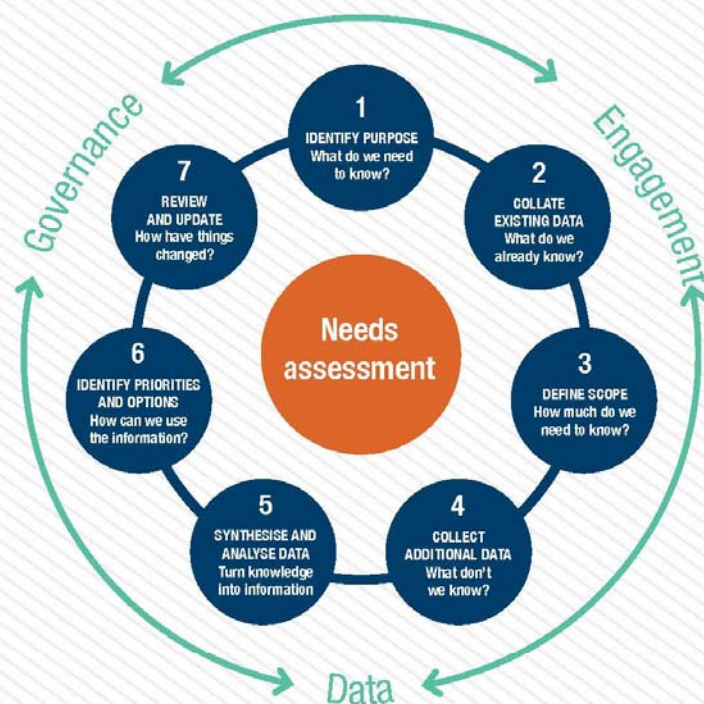 Governance
Engagement
1
IDENTIFY PURPOSE
What do we need
to know?
2
COLLATE
EXISTING DATA
What do we
already know?
3
DEFINE SCOPE
How much do we
need to know?
4
COLLECT
ADDITIONAL DATA
What don't
we know?
5
SYNTHESISE AND
ANALYSE DATA
Turn knowledge
into information
6
IDENTIFY PRIORITIES
AND OPTIONS
How can we use
the information?
7
REVIEW
AND UPDATE
How have things
changed?
Needs
assessment
Data